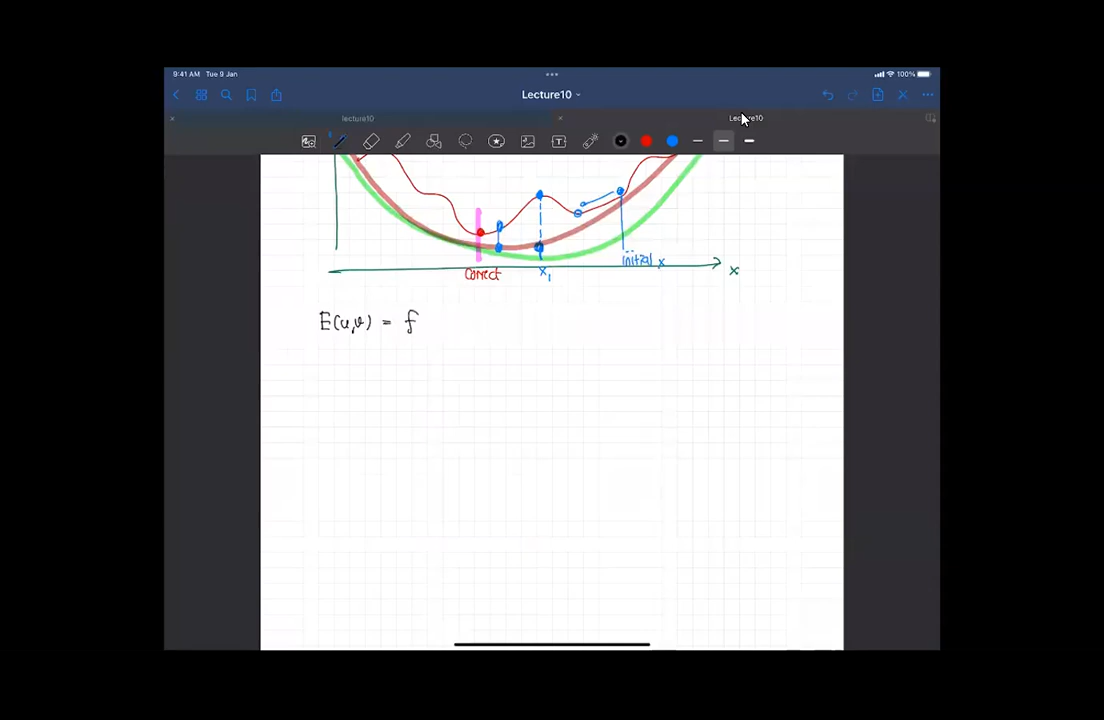 9:41 AM Tue 9 Jan
100%
Lecture10
lecture10
Lecture10
initial x
correct
x₁
x
E(u,v) = f